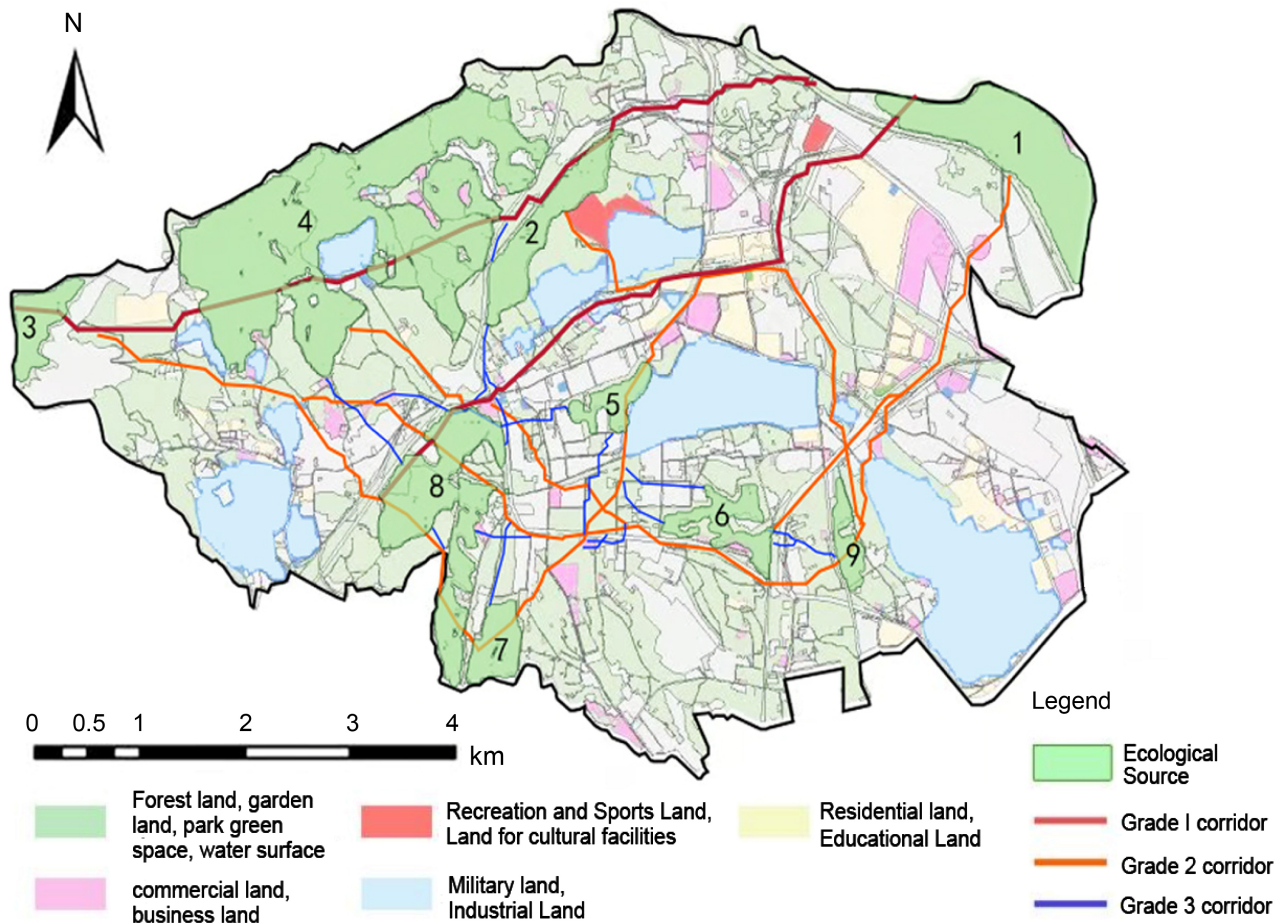 N
1
4
2
3
5
8
6
9
7
Legend
0 0.5 1 2 3 4
km
Ecological
Source
Forest land, garden
land, park green
space, water surface
Recreation and Sports Land,
Land for cultural facilities
Residential land,
Educational Land
Grade I corridor
Grade 2 corridor
commercial land,
business land
Military land,
Industrial Land
Grade 3 corridor